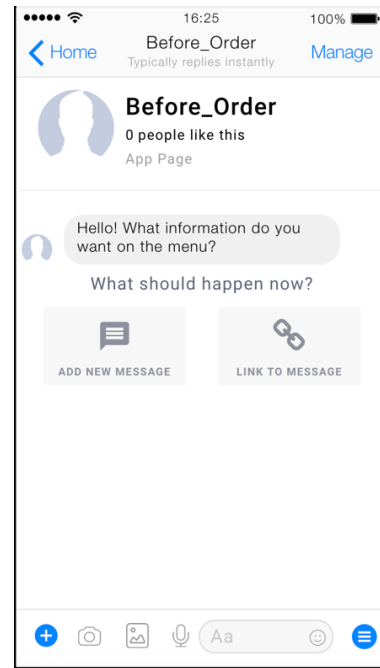 16:25
100%
Home
Before_Order
Manage
Typically replies instantly
Before_Order
0 people like this
App Page
Hello! What information do you
want on the menu?
What should happen now?
ADD NEW MESSAGE
LINK TO MESSAGE
Aa